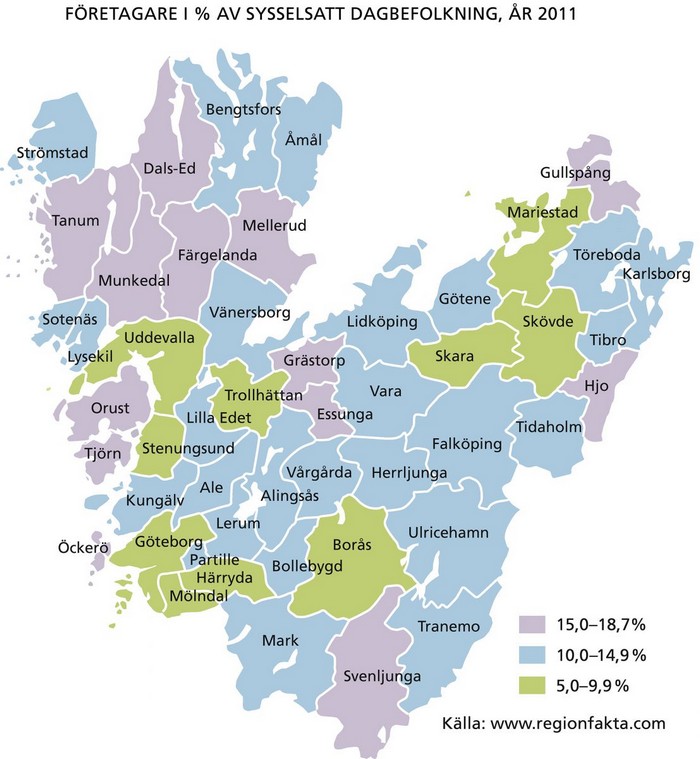 FÖRETAGARE I % AV SYSSELSATT DAGBEFOLKNING, ÅR 2011
Bengtsfors
Åmål
Strömstad
Dals-Ed
Gullspång
Mariestad
Tanum
Mellerud
Färgelanda
Töreboda
Karlsborg
Munkedal
Götene
Vänersborg
Sotenäs
Lidköping
Skövde
Uddevalla
Tibro
Lysekil
Skara
Grästorp
Hjo
Vara
Trollhättan
Orust
Essunga
Lilla Edet
Tidaholm
Falköping
Stenungsund
Tjörn
Vårgårda
Herrljunga
Ale
Alingsås
Kungälv
Lerum
Ulricehamn
Göteborg
Borås
Öckerö
Partille
Bollebygd
Härryda
Mölndal
Tranemo
15,0–18,7%
Mark
10,0–14,9%
Svenljunga
5,0–9,9%
Källa: www.regionfakta.com